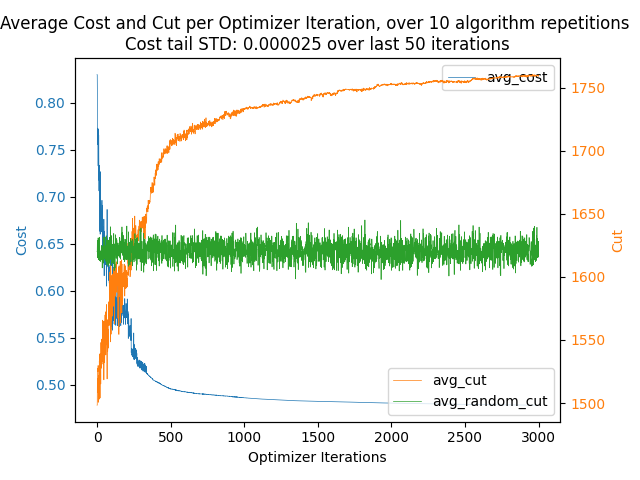 Average Cost and Cut per Optimizer Iteration, over 10 algorithm repetitions
Cost tail STD: 0.000025 over last 50 iterations
avg_cost
0.80
0.75
0.70
0.65
0.60
0.55
0.50
Cost
1750
1700
1650
1600
1550
1500
Cut
avg_cut
avg_random_cut
0
500
1000
1500
2000
2500
3000
Optimizer Iterations